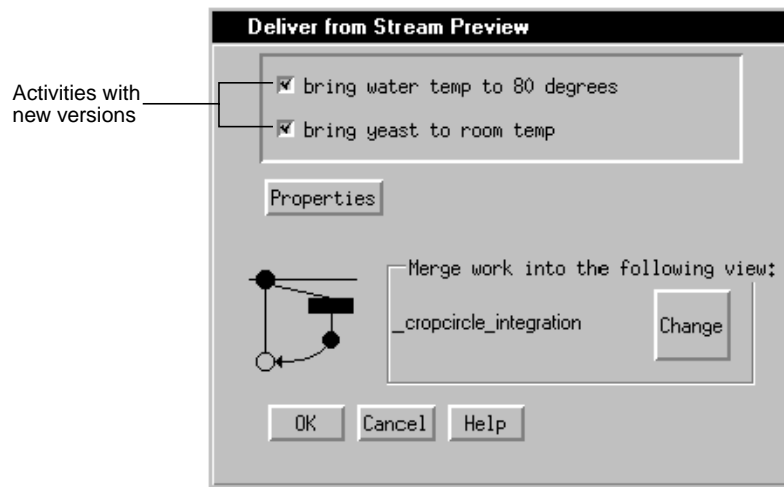 Deliver from Stream Preview
Activities with
new versions
bring water temp to 80 degrees
bring yeast to room temp
Properties
Merge work into the following view:
_cropcircle_integration
Change
OK
Cancel
Help